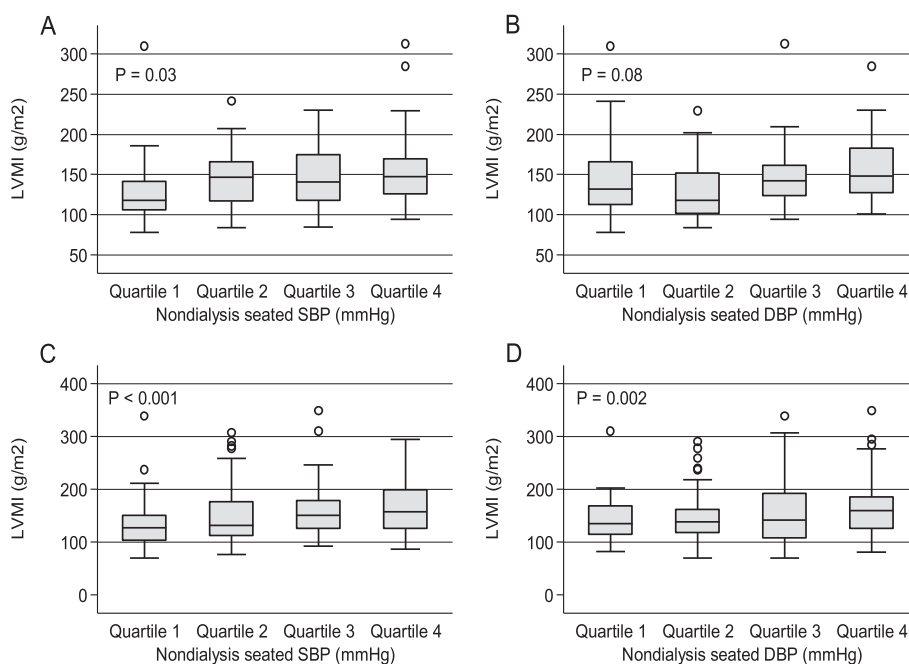 A
LVMI (g/m2)
300
250
200
150
100
50
P = 0.03
Quartile 1 Quartile 2 Quartile 3 Quartile 4
Nondialysis seated SBP (mmHg)
B
LVMI (g/m2)
300
250
200
150
100
50
P = 0.08
Quartile 1 Quartile 2 Quartile 3 Quartile 4
Nondialysis seated DBP (mmHg)
C
LVMI (g/m2)
400
300
200
100
0
P < 0.001
Quartile 1 Quartile 2 Quartile 3 Quartile 4
Nondialysis seated SBP (mmHg)
D
LVMI (g/m2)
400
300
200
100
0
P = 0.002
Quartile 1 Quartile 2 Quartile 3 Quartile 4
Nondialysis seated DBP (mmHg)